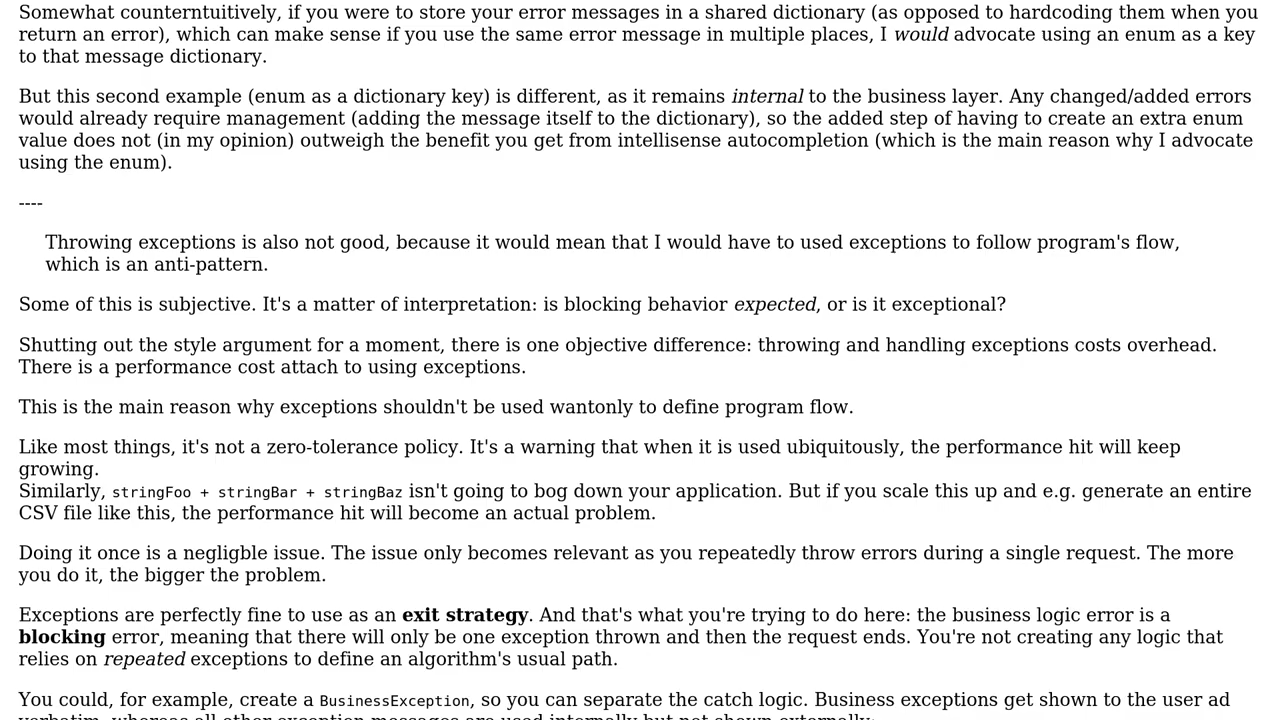 Somewhat counterntuitively, if you were to store your error messages in a shared dictionary (as opposed to hardcoding them when you
return an error), which can make sense if you use the same error message in multiple places, I would advocate using an enum as a key
to that message dictionary.
But this second example (enum as a dictionary key) is different, as it remains internal to the business layer. Any changed/added errors
would already require management (adding the message itself to the dictionary), so the added step of having to create an extra enum
value does not (in my opinion) outweigh the benefit you get from intellisense autocompletion (which is the main reason why I advocate
using the enum).
----
Throwing exceptions is also not good, because it would mean that I would have to used exceptions to follow program's flow,
which is an anti-pattern.
Some of this is subjective. It's a matter of interpretation: is blocking behavior expected, or is it exceptional?
Shutting out the style argument for a moment, there is one objective difference: throwing and handling exceptions costs overhead.
There is a performance cost attach to using exceptions.
This is the main reason why exceptions shouldn't be used wantonly to define program flow.
Like most things, it's not a zero-tolerance policy. It's a warning that when it is used ubiquitously, the performance hit will keep
growing.
Similarly, stringFoo + stringBar + stringBaz isn't going to bog down your application. But if you scale this up and e.g. generate an entire
CSV file like this, the performance hit will become an actual problem.
Doing it once is a negligble issue. The issue only becomes relevant as you repeatedly throw errors during a single request. The more
you do it, the bigger the problem.
Exceptions are perfectly fine to use as an exit strategy. And that's what you're trying to do here: the business logic error is a
blocking error, meaning that there will only be one exception thrown and then the request ends. You're not creating any logic that
relies on repeated exceptions to define an algorithm's usual path.
You could, for example, create a BusinessException, so you can separate the catch logic. Business exceptions get shown to the user ad
verbatim, whereas all other exception messages are used internally but not shown externally: